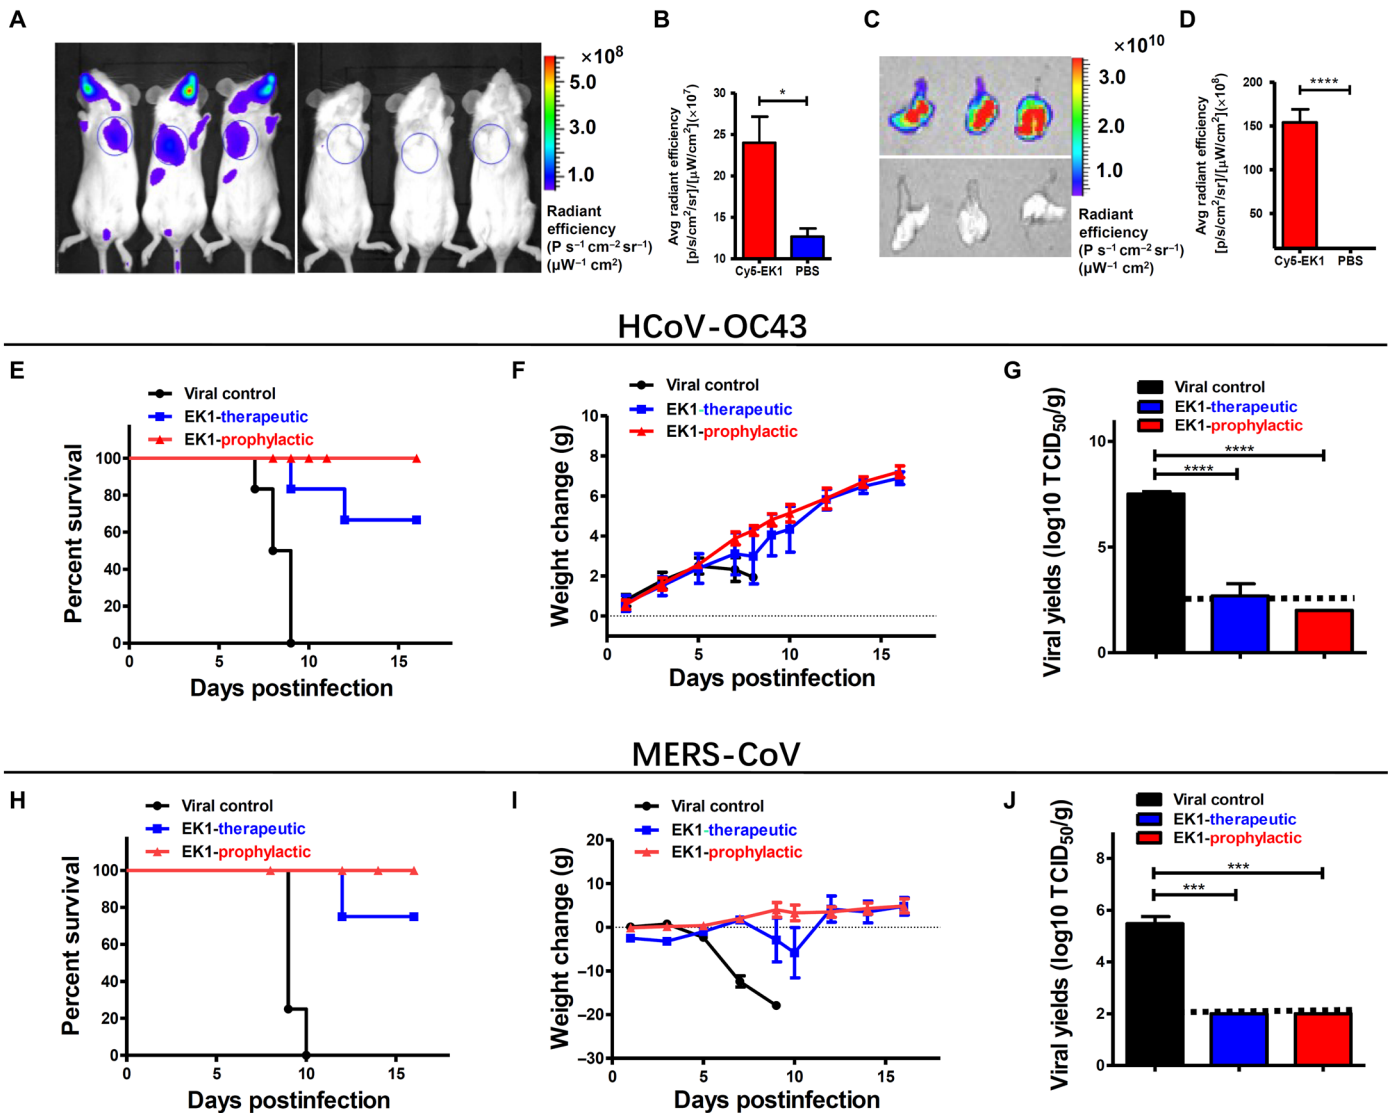 A
B
C
D
×10⁸
5.0
3.0
1.0
Radiant
efficiency
(P s⁻¹ cm⁻² sr⁻¹)
(µW⁻¹ cm²)
Avg radiant efficiency
[p/s/cm²/sr]/[µW/cm²](×10⁷)
30
25
20
15
10
*
Cy5-EK1 PBS
×10¹⁰
3.0
2.0
1.0
Radiant
efficiency
(P s⁻¹ cm⁻² sr⁻¹)
(µW⁻¹ cm²)
Avg radiant efficiency
[p/s/cm²/sr]/[µW/cm²](×10⁸)
200
150
100
50
****
Cy5-EK1 PBS
HCoV-OC43
E
Viral control
EK1-therapeutic
EK1-prophylactic
Percent survival
100
80
60
40
20
0
0 5 10 15
Days postinfection
F
Viral control
EK1-therapeutic
EK1-prophylactic
Weight change (g)
10
8
6
4
2
0
0 5 10 15
Days postinfection
G
Viral control
EK1-therapeutic
EK1-prophylactic
Viral yields (log10 TCID₅₀/g)
10
5
0
****
****
MERS-CoV
H
Viral control
EK1-therapeutic
EK1-prophylactic
Percent survival
100
80
60
40
20
0
0 5 10 15
Days postinfection
I
Viral control
EK1-therapeutic
EK1-prophylactic
Weight change (g)
20
10
0
−10
−20
−30
0 5 10 15
Days postinfection
J
Viral control
EK1-therapeutic
EK1-prophylactic
Viral yields (log10 TCID₅₀/g)
8
6
4
2
0
***
***